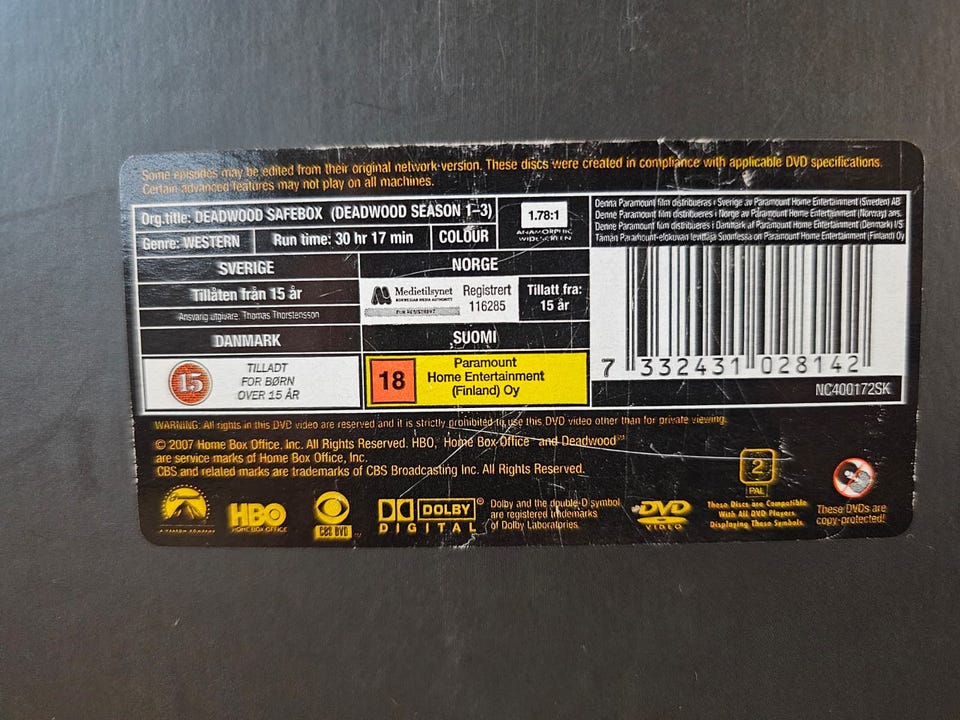 Some episodes may be edited from their original network version. These discs were created in compliance with applicable DVD specifications.
Certain advanced features may not play on all machines.
Org.title: DEADWOOD SAFEBOX (DEADWOOD SEASON 1–3)
1.78:1
ANAMORPHIC
WIDESCREEN
Genre: WESTERN
Run time: 30 hr 17 min
COLOUR
Denna Paramount film distribueras i Sverige av Paramount Home Entertainment (Sweden) AB
Denne Paramount film distribueres i Norge av Paramount Home Entertainment (Norway) ans.
Denne Paramount film distribueres i Danmark af Paramount Home Entertainment (Denmark) I/S
Tämän Paramount-elokuvan levittäjä Suomessa on Paramount Home Entertainment (Finland) Oy
SVERIGE
Tillåten från 15 år
Ansvarig utgivare: Thomas Thorstensson
NORGE
Medietilsynet
NORWEGIAN MEDIA AUTHORITY
Registrert
116285
Tillatt fra:
15 år
DANMARK
15
TILLADT
FOR BØRN
OVER 15 ÅR
SUOMI
18
Paramount
Home Entertainment
(Finland) Oy
7 332431 028142
NC400172SK
WARNING: All rights in this DVD video are reserved and it is strictly prohibited to use this DVD video other than for private viewing.
© 2007 Home Box Office, Inc. All Rights Reserved. HBO, Home Box Office and Deadwood℠
are service marks of Home Box Office, Inc.
CBS and related marks are trademarks of CBS Broadcasting Inc. All Rights Reserved.
HBO
HOME BOX OFFICE
CBS DVD
TM
DOLBY
DIGITAL
®
Dolby and the double-D symbol
are registered trademarks
of Dolby Laboratories
DVD
VIDEO
2
PAL
These Discs are Compatible
With All DVD Players
Displaying These Symbols
These DVDs are
copy-protected!